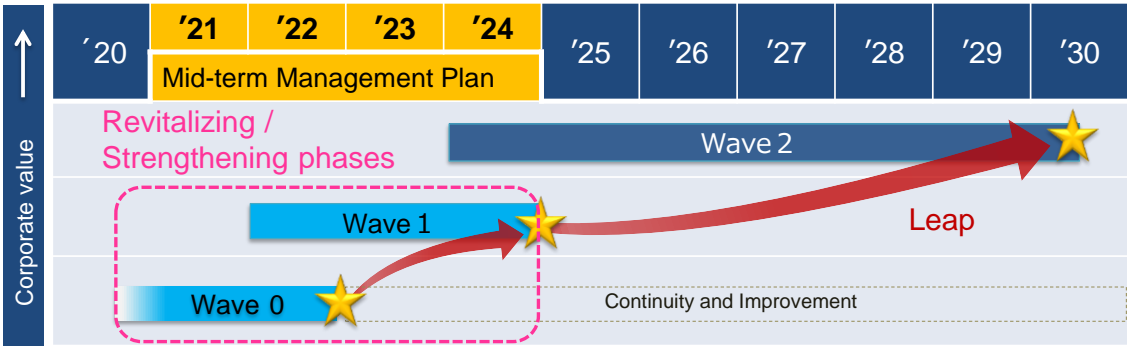 ′20
′21
′22
′23
′24
′25
′26
′27
′28
′29
′30
Mid-term Management Plan
Corporate value
Revitalizing /
Strengthening phases
Wave 2
Wave 1
Leap
Wave 0
Continuity and Improvement